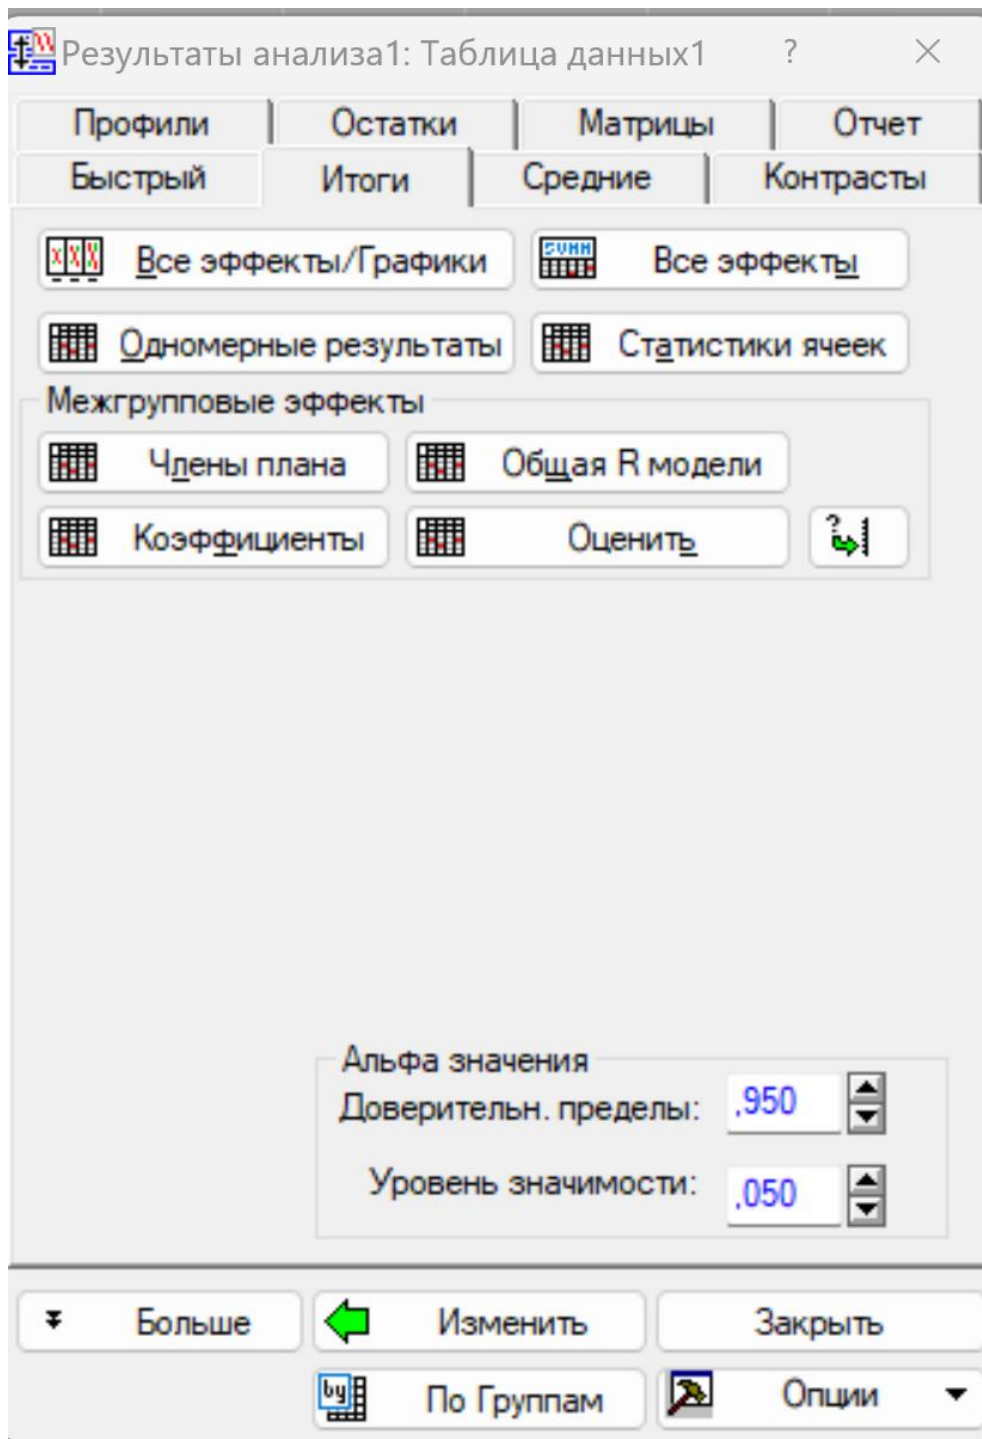 Результаты анализа1: Таблица данных1 ?
Профили Остатки Матрицы Отчет
Быстрый Итоги Средние Контрасты
Все эффекты/Графики SUMM Все эффекты
Одномерные результаты Статистики ячеек
Межгрупповые эффекты
Члены плана Общая R модели
Коэффициенты Оценить ?
Альфа значения
Доверительн. пределы: ,950
Уровень значимости: ,050
Больше Изменить Закрыть
by По Группам Опции